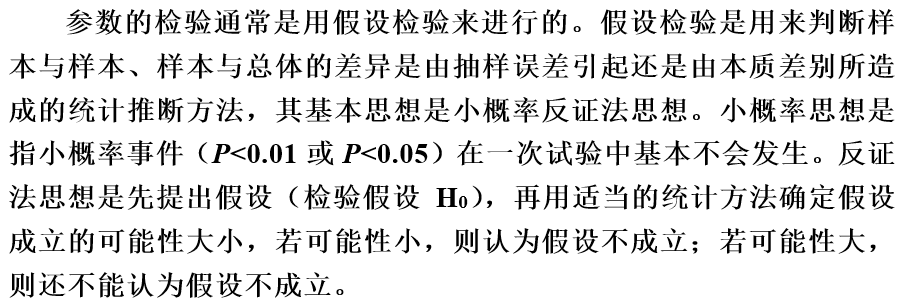 参数的检验通常是用假设检验来进行的。假设检验是用来判断样
本与样本、样本与总体的差异是由抽样误差引起还是由本质差别所造
成的统计推断方法，其基本思想是小概率反证法思想。小概率思想是
指小概率事件（P<0.01 或 P<0.05）在一次试验中基本不会发生。反证
法思想是先提出假设（检验假设 H₀），再用适当的统计方法确定假设
成立的可能性大小，若可能性小，则认为假设不成立；若可能性大，
则还不能认为假设不成立。